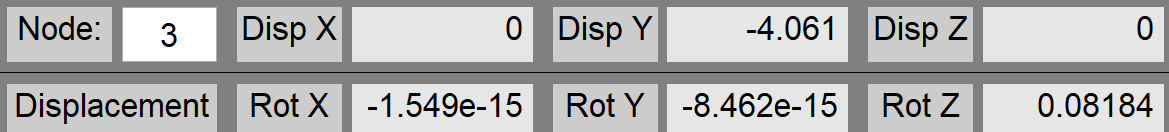 Node: 3 Disp X 0 Disp Y -4.061 Disp Z 0
Displacement Rot X -1.549e-15 Rot Y -8.462e-15 Rot Z 0.08184